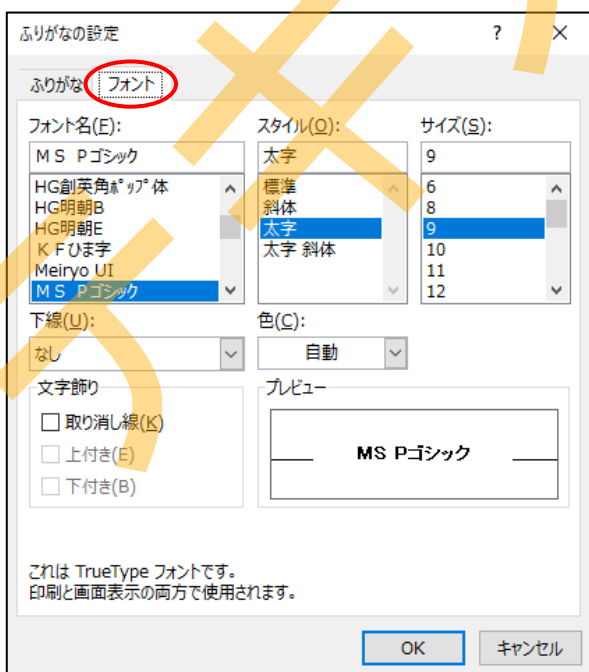 ふりがなの設定 ? ×
ふりがな フォント
フォント名(F): スタイル(O): サイズ(S):
ＭＳ Ｐゴシック 太字 9
HG創英角ﾎﾟｯﾌﾟ体 標準 6
HG明朝B 斜体 8
HG明朝E 太字 9
ＫＦひま字 太字 斜体 10
Meiryo UI 11
ＭＳ Ｐゴシック 12
下線(U): 色(C):
なし 自動
文字飾り プレビュー
取り消し線(K)
上付き(E) MS Pゴシック
下付き(B)
これは TrueType フォントです。
印刷と画面表示の両方で使用されます。
OK キャンセル